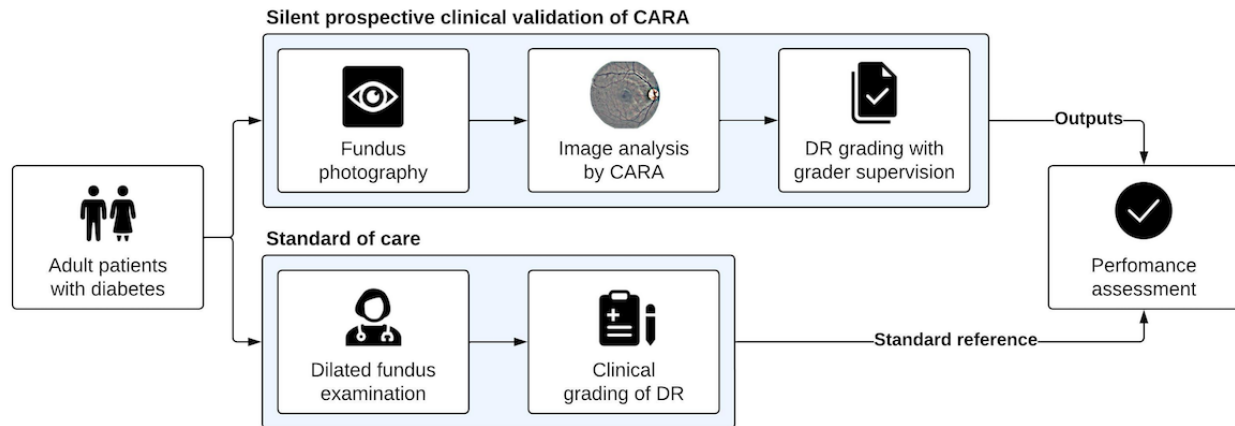 Silent prospective clinical validation of CARA
Fundus
photography
Image analysis
by CARA
DR grading with
grader supervision
Outputs
Adult patients
with diabetes
Standard of care
Dilated fundus
examination
Clinical
grading of DR
Standard reference
Perfomance
assessment